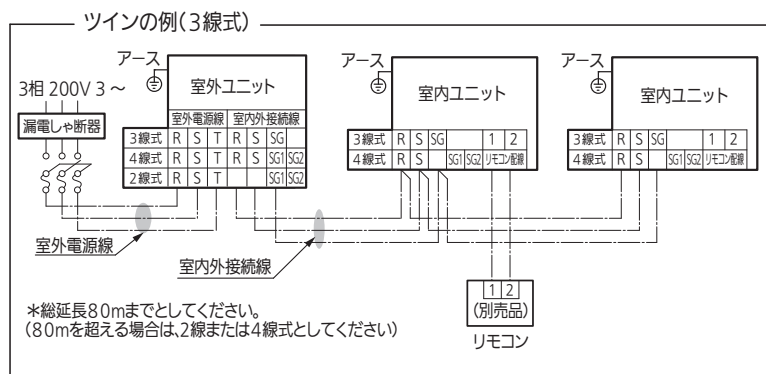 ツインの例(3線式)
アース
3相 200V 3～
漏電しゃ断器
室外ユニット
室外電源線 室内外接続線
3線式 R S T R S SG
4線式 R S T R S SG1 SG2
2線式 R S T SG1 SG2
アース
室内ユニット
3線式 R S SG 1 2
4線式 R S SG1 SG2 リモコン配線
アース
室内ユニット
3線式 R S SG 1 2
4線式 R S SG1 SG2 リモコン配線
室外電源線
室内外接続線
1 2
(別売品)
リモコン
＊総延長80mまでとしてください。
(80mを超える場合は、2線または4線式としてください)